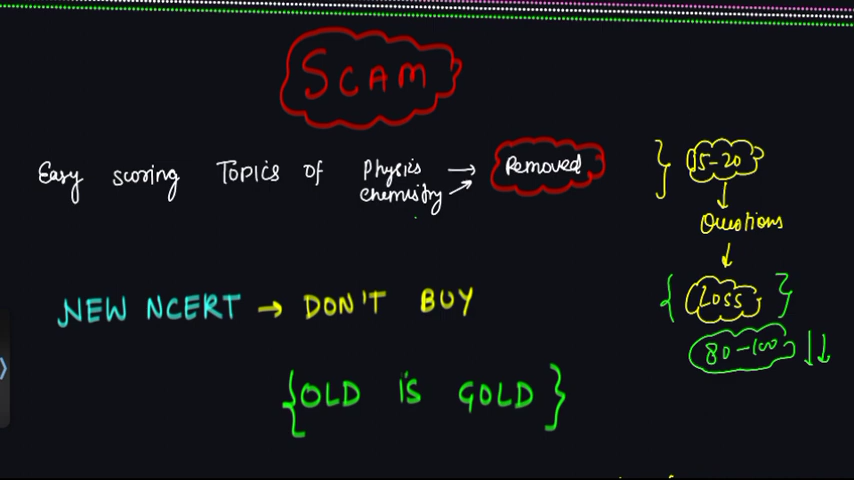 SCAM
Easy scoring TOPICS of Physics → Removed } 15-20
chemistry
Questions
NEW NCERT → DON'T BUY { LOSS }
80-100 ↓↓
{OLD IS GOLD}